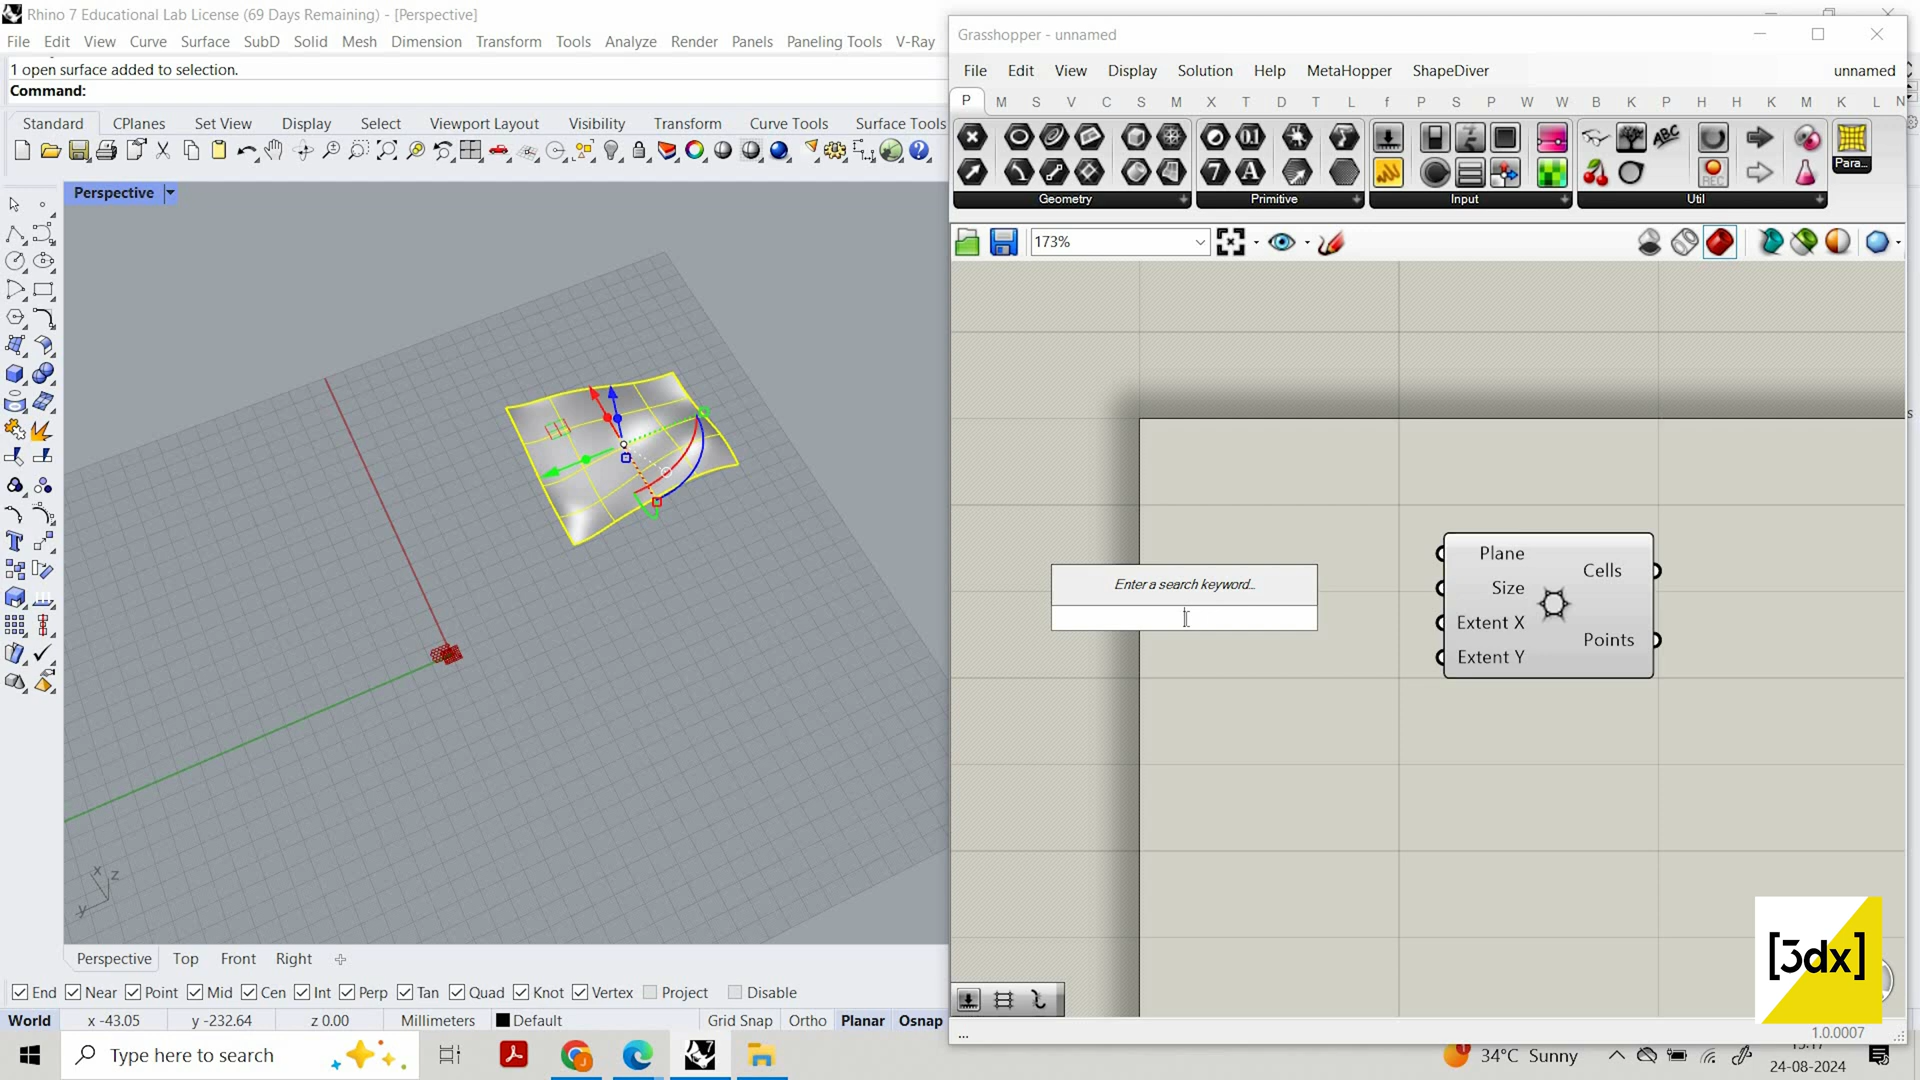 Rhino 7 Educational Lab License (69 Days Remaining) - [Perspective]
File Edit View Curve Surface SubD Solid Mesh Dimension Transform Tools Analyze Render Panels Paneling Tools V-Ray
1 open surface added to selection.
Command:
Standard CPlanes Set View Display Select Viewport Layout Visibility Transform Curve Tools Surface Tools
Perspective
x z
y
Perspective Top Front Right
End Near Point Mid Cen Int Perp Tan Quad Knot Vertex Project Disable
World x -43.05 y -232.64 z 0.00 Millimeters Default Grid Snap Ortho Planar Osnap
Grasshopper - unnamed
File Edit View Display Solution Help MetaHopper ShapeDiver unnamed
P M S V C S M X T D T L f P S P W W B K P H H K M K L N
Geometry Primitive Input Util
Para...
173%
Enter a search keyword...
Plane
Size
Extent X
Extent Y
Cells
Points
[3dx]
...
1.0.0007
Type here to search
34°C Sunny
24-08-2024